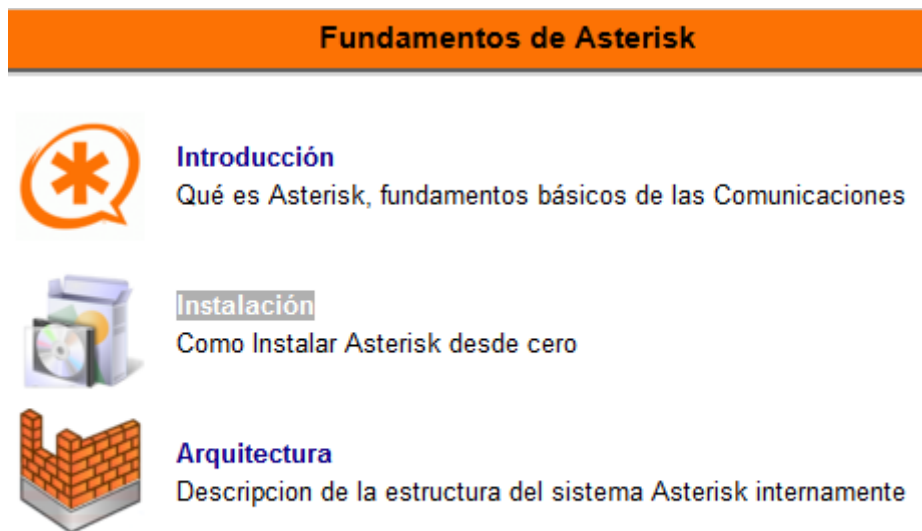 Fundamentos de Asterisk
Introducción
Qué es Asterisk, fundamentos básicos de las Comunicaciones
Instalación
Como Instalar Asterisk desde cero
Arquitectura
Descripcion de la estructura del sistema Asterisk internamente